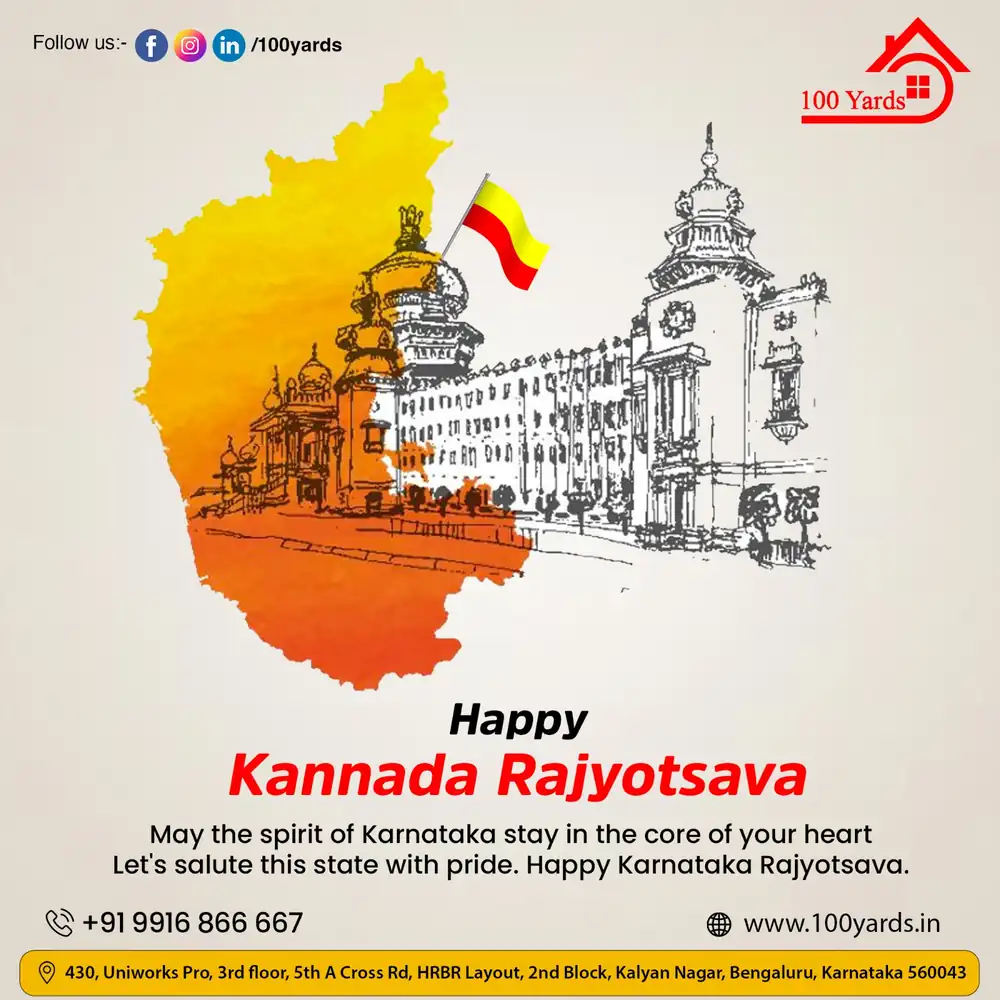 Follow us:- /100yards
100 Yards
Happy
Kannada Rajyotsava
May the spirit of Karnataka stay in the core of your heart
Let's salute this state with pride. Happy Karnataka Rajyotsava.
+91 9916 866 667
www.100yards.in
430, Uniworks Pro, 3rd floor, 5th A Cross Rd, HRBR Layout, 2nd Block, Kalyan Nagar, Bengaluru, Karnataka 560043